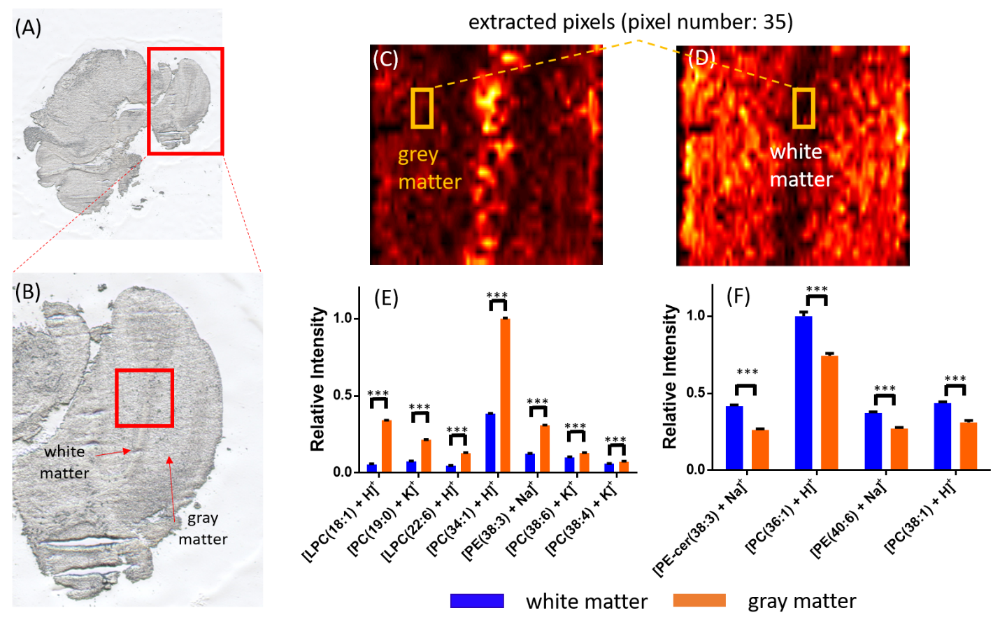 (A)
extracted pixels (pixel number: 35)
(C)
(D)
grey
matter
white
matter
(B)
white
matter
gray
matter
(E)
***
***
***
***
***
***
***
Relative Intensity
1.0
0.5
0.0
[LPC(18:1) + H]+
[PC(19:0) + K]+
[LPC(22:6) + H]+
[PC(34:1) + H]+
[PE(38:3) + Na]+
[PC(38:6) + K]+
[PC(38:4) + K]+
(F)
***
***
***
***
Relative Intensity
1.0
0.5
0.0
[PE-cer(38:3) + Na]+
[PC(36:1) + H]+
[PE(40:6) + Na]+
[PC(38:1) + H]+
white matter
gray matter